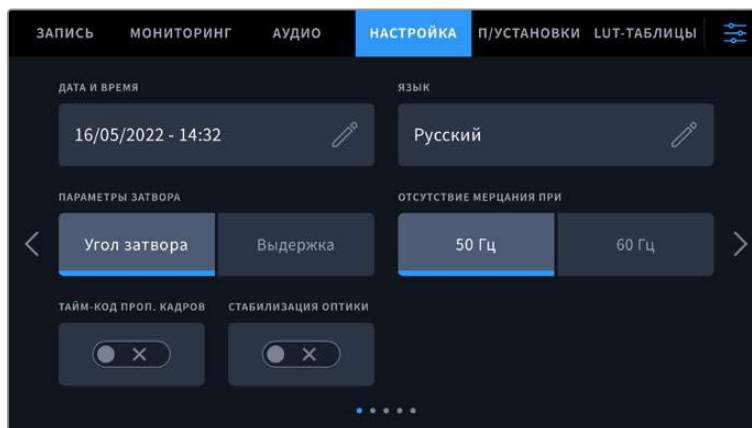 ЗАПИСЬ МОНИТОРИНГ АУДИО НАСТРОЙКА П/УСТАНОВКИ LUT-ТАБЛИЦЫ
ДАТА И ВРЕМЯ ЯЗЫК
16/05/2022 - 14:32 Русский
ПАРАМЕТРЫ ЗАТВОРА ОТСУТСТВИЕ МЕРЦАНИЯ ПРИ
Угол затвора Выдержка 50 Гц 60 Гц
ТАЙМ-КОД ПРОП. КАДРОВ СТАБИЛИЗАЦИЯ ОПТИКИ